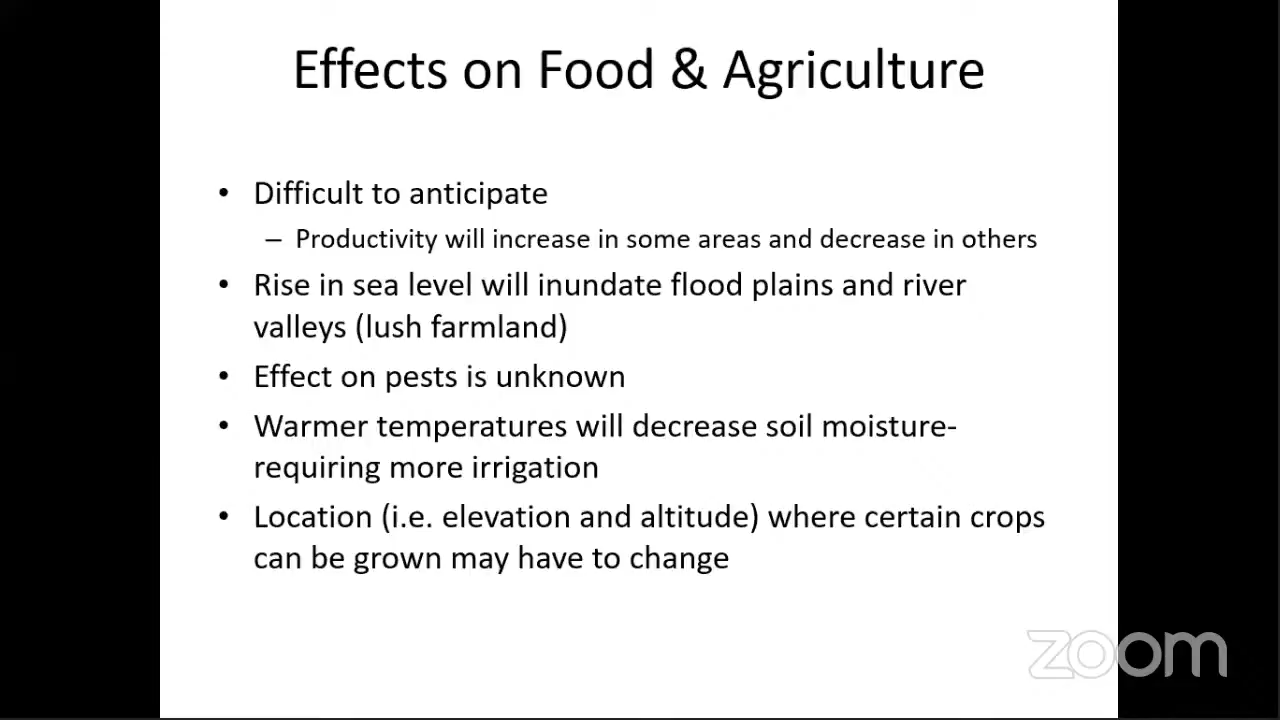 Effects on Food & Agriculture
• Difficult to anticipate
– Productivity will increase in some areas and decrease in others
• Rise in sea level will inundate flood plains and river
valleys (lush farmland)
• Effect on pests is unknown
• Warmer temperatures will decrease soil moisture-
requiring more irrigation
• Location (i.e. elevation and altitude) where certain crops
can be grown may have to change
zoom